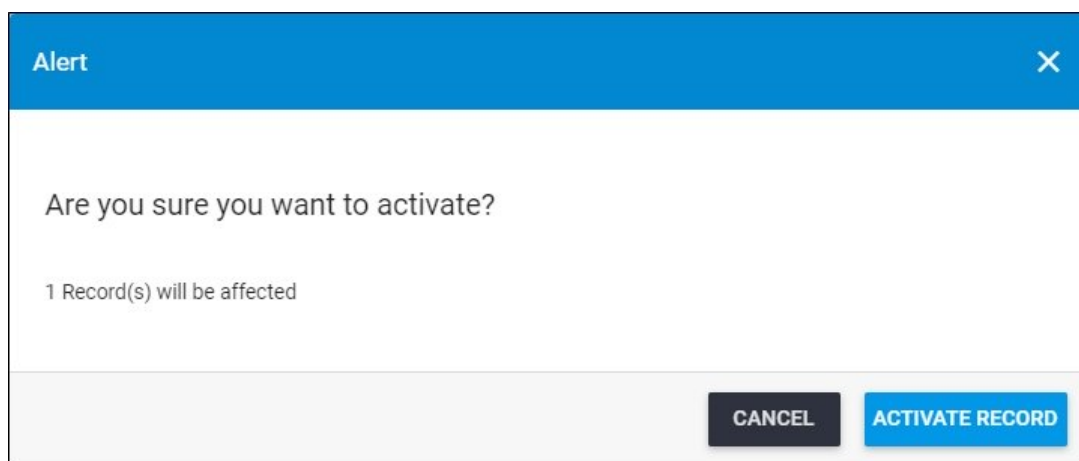 Alert
Are you sure you want to activate?
1 Record(s) will be affected
CANCEL ACTIVATE RECORD